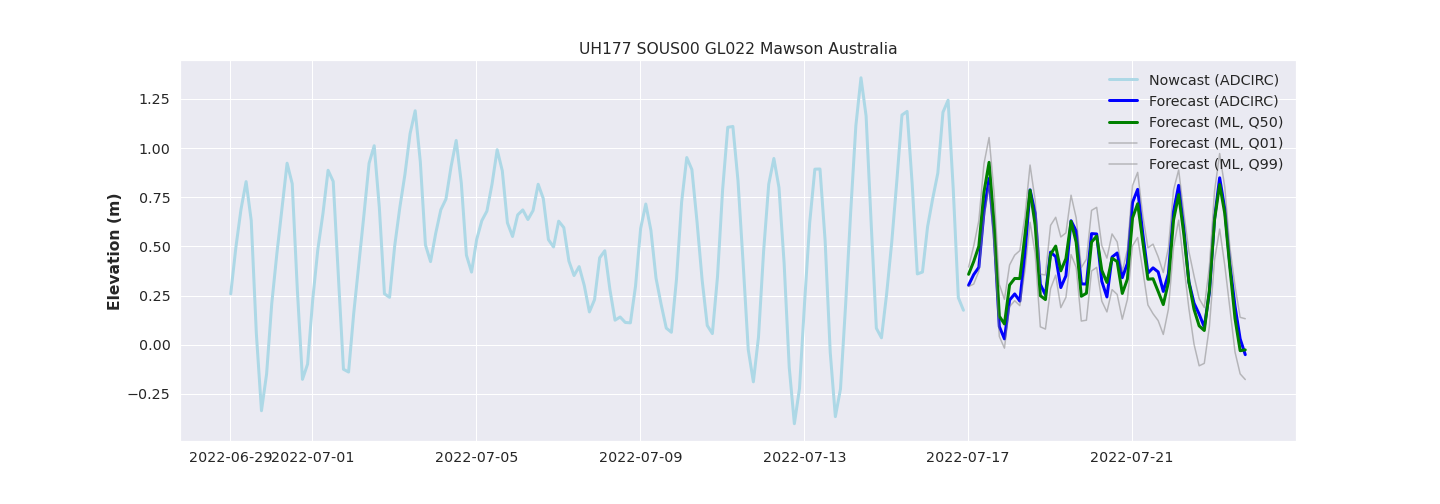 UH177 SOUS00 GL022 Mawson Australia
Nowcast (ADCIRC)
Forecast (ADCIRC)
Forecast (ML, Q50)
Forecast (ML, Q01)
Forecast (ML, Q99)
Elevation (m)
1.25
1.00
0.75
0.50
0.25
0.00
−0.25
2022-06-29
2022-07-01
2022-07-05
2022-07-09
2022-07-13
2022-07-17
2022-07-21